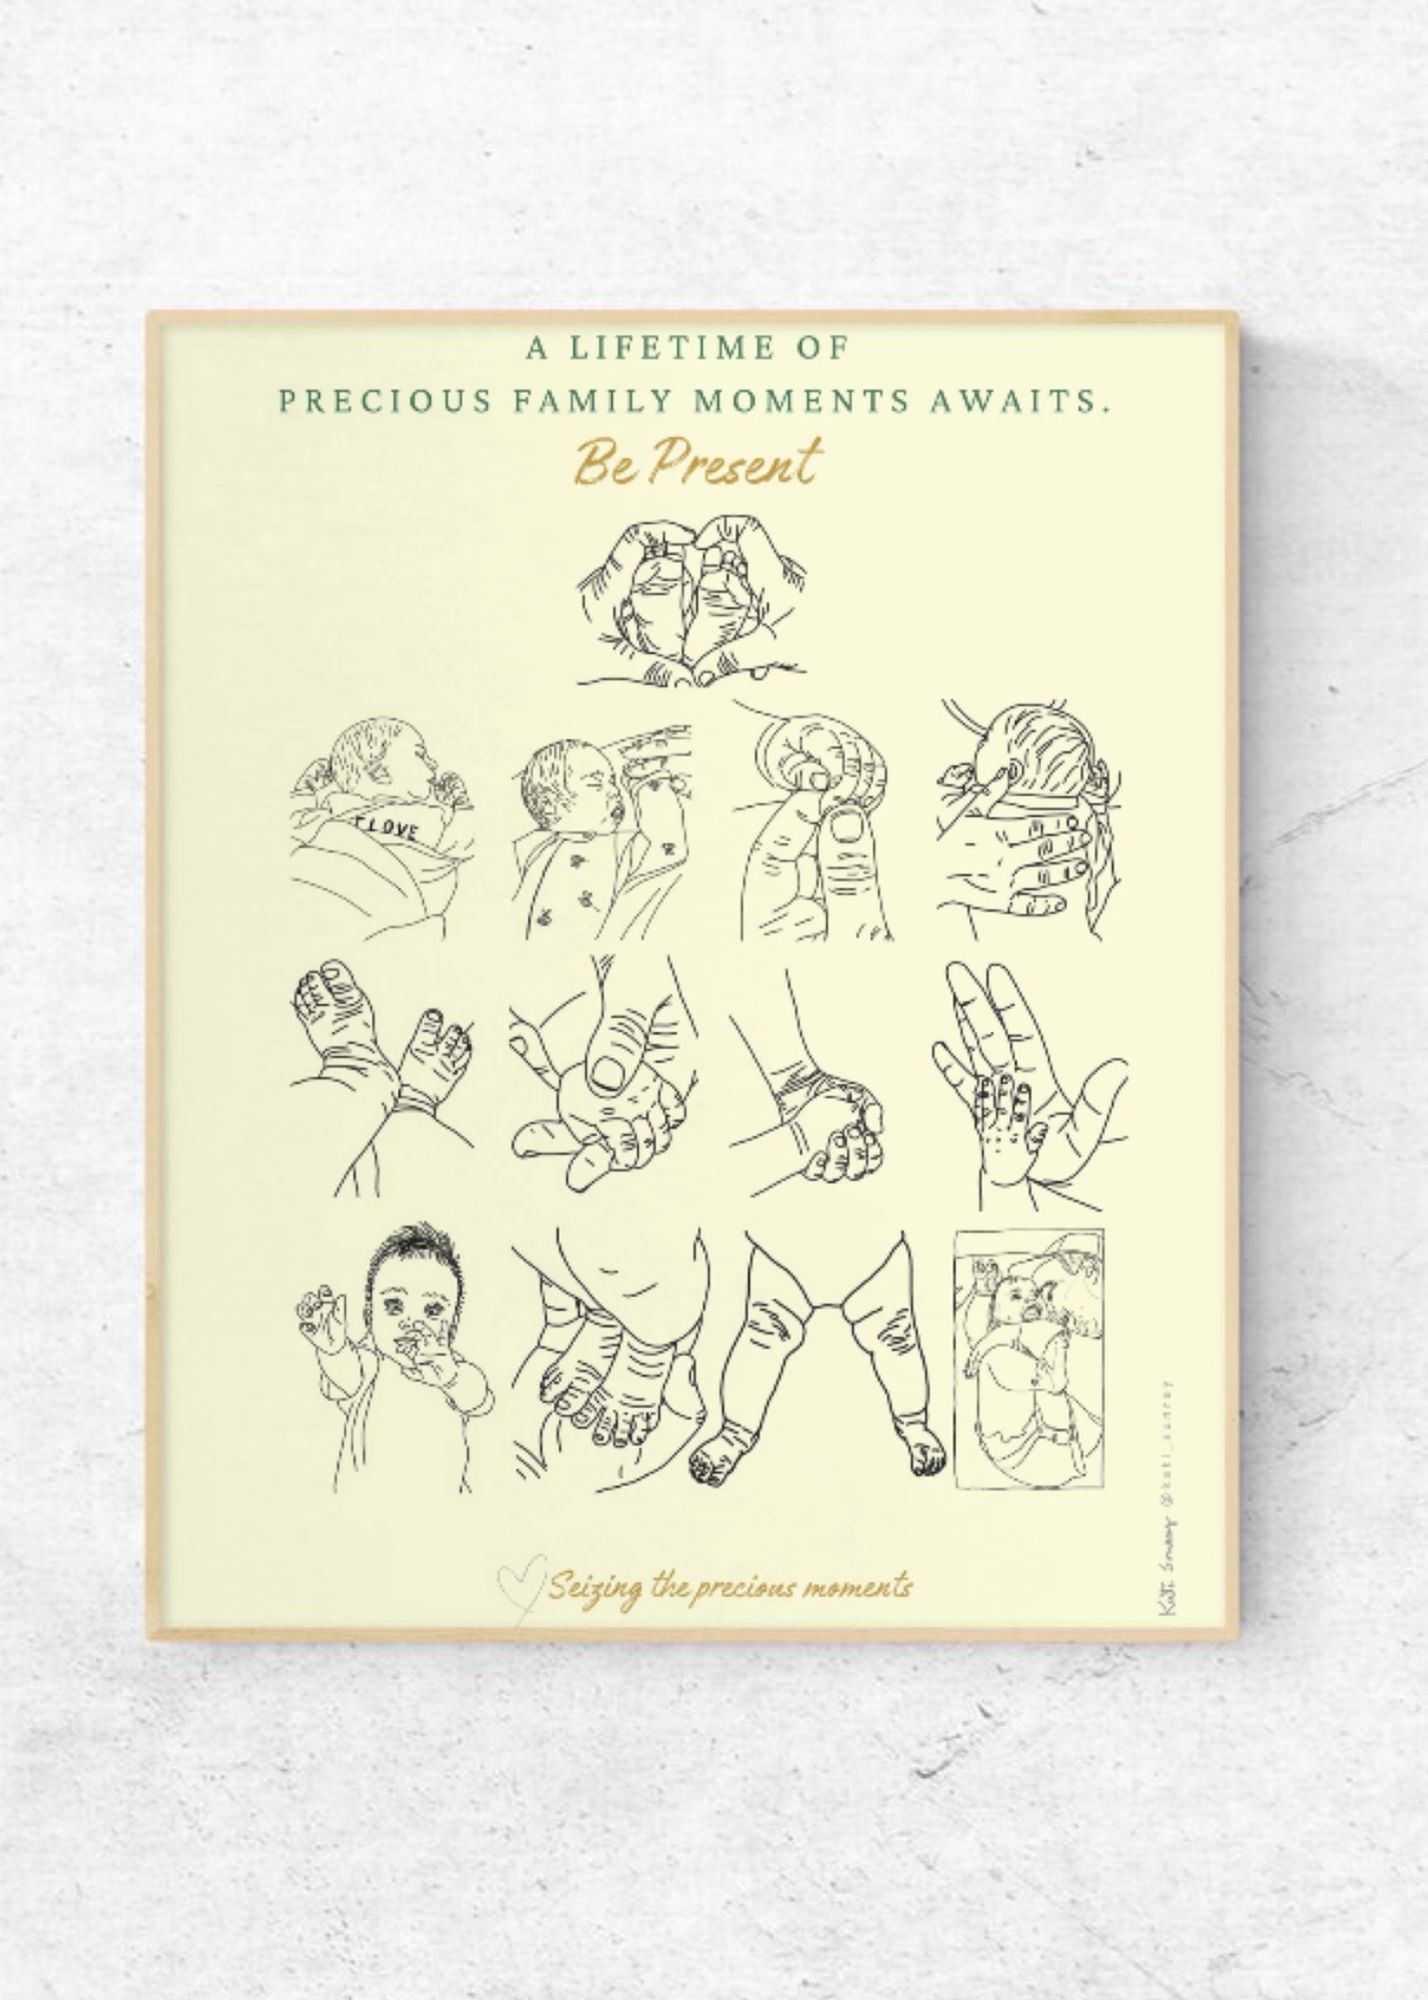 A LIFETIME OF
PRECIOUS FAMILY MOMENTS AWAITS.
Be Present
LOVE
Seizing the precious moments